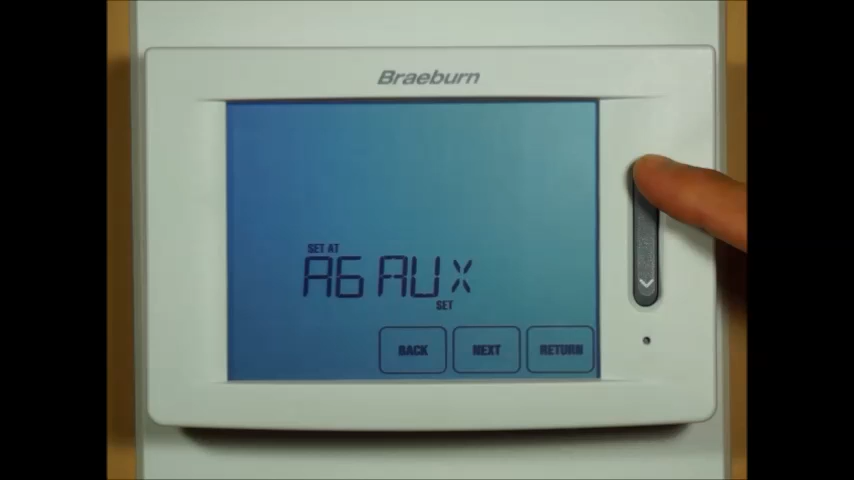 Braeburn
SET AT
A6 AUX
SET
BACK NEXT RETURN